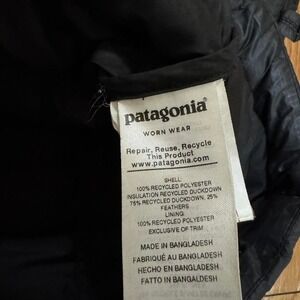 patagonia®
WORN WEAR
Repair, Reuse, Recycle
This Product
www.patagonia.com
SHELL:
100% RECYCLED POLYESTER
INSULATION RECYCLED DUCKDOWN
75% RECYCLED DUCKDOWN, 25%
FEATHERS
LINING:
100% RECYCLED POLYESTER
EXCLUSIVE OF TRIM
MADE IN BANGLADESH
FABRIQUÉ AU BANGLADESH
HECHO EN BANGLADESH
FATTO IN BANGLADESH